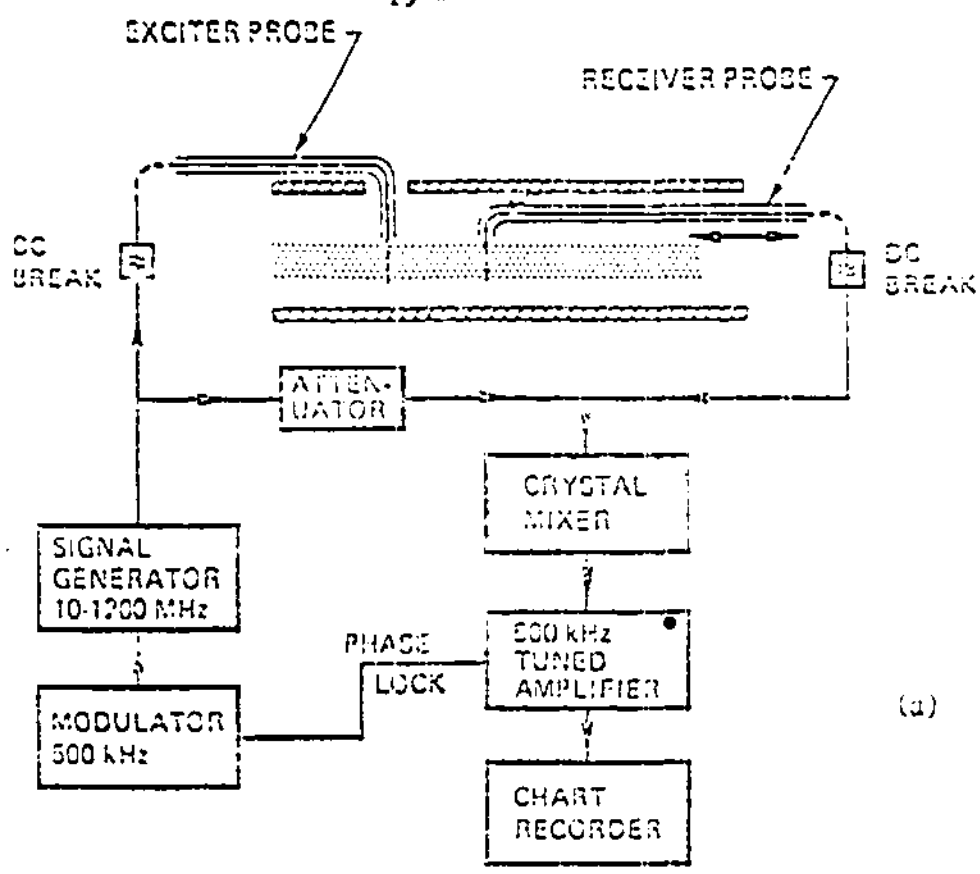 EXCITER PROBE
RECEIVER PROBE
DC
BREAK
DC
BREAK
ATTEN-
UATOR
CRYSTAL
MIXER
SIGNAL
GENERATOR
10-1200 MHz
PHASE
LOCK
500 kHz
TUNED
AMPLIFIER
MODULATOR
500 kHz
(a)
CHART
RECORDER